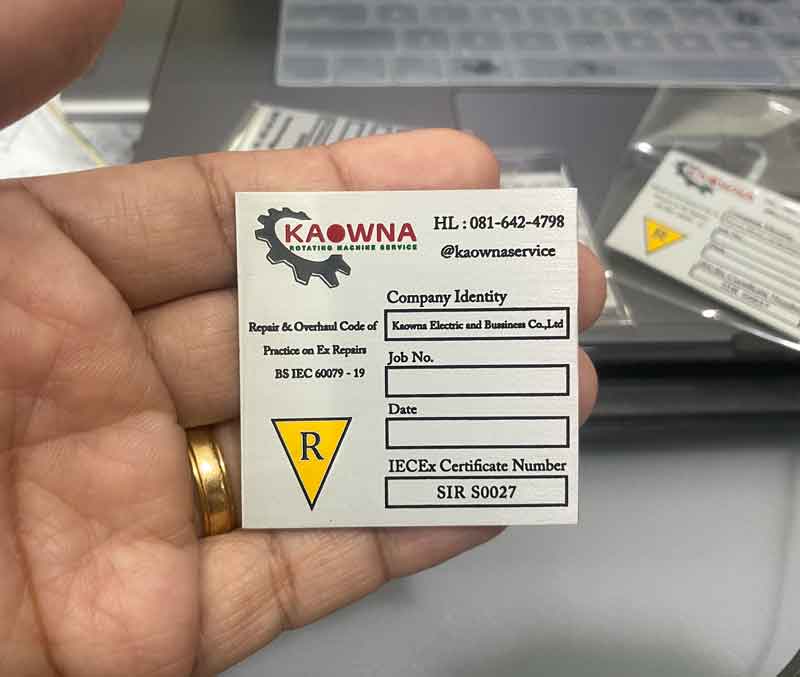 KAOWNA
ROTATING MACHINE SERVICE
HL : 081-642-4798
@kaownaservice
Repair & Overhaul Code of
Practice on Ex Repairs
BS IEC 60079 - 19
R
Company Identity
Kaowna Electric and Bussiness Co.,Ltd
Job No.
Date
IECEx Certificate Number
SIR S0027
KAOWNA
R